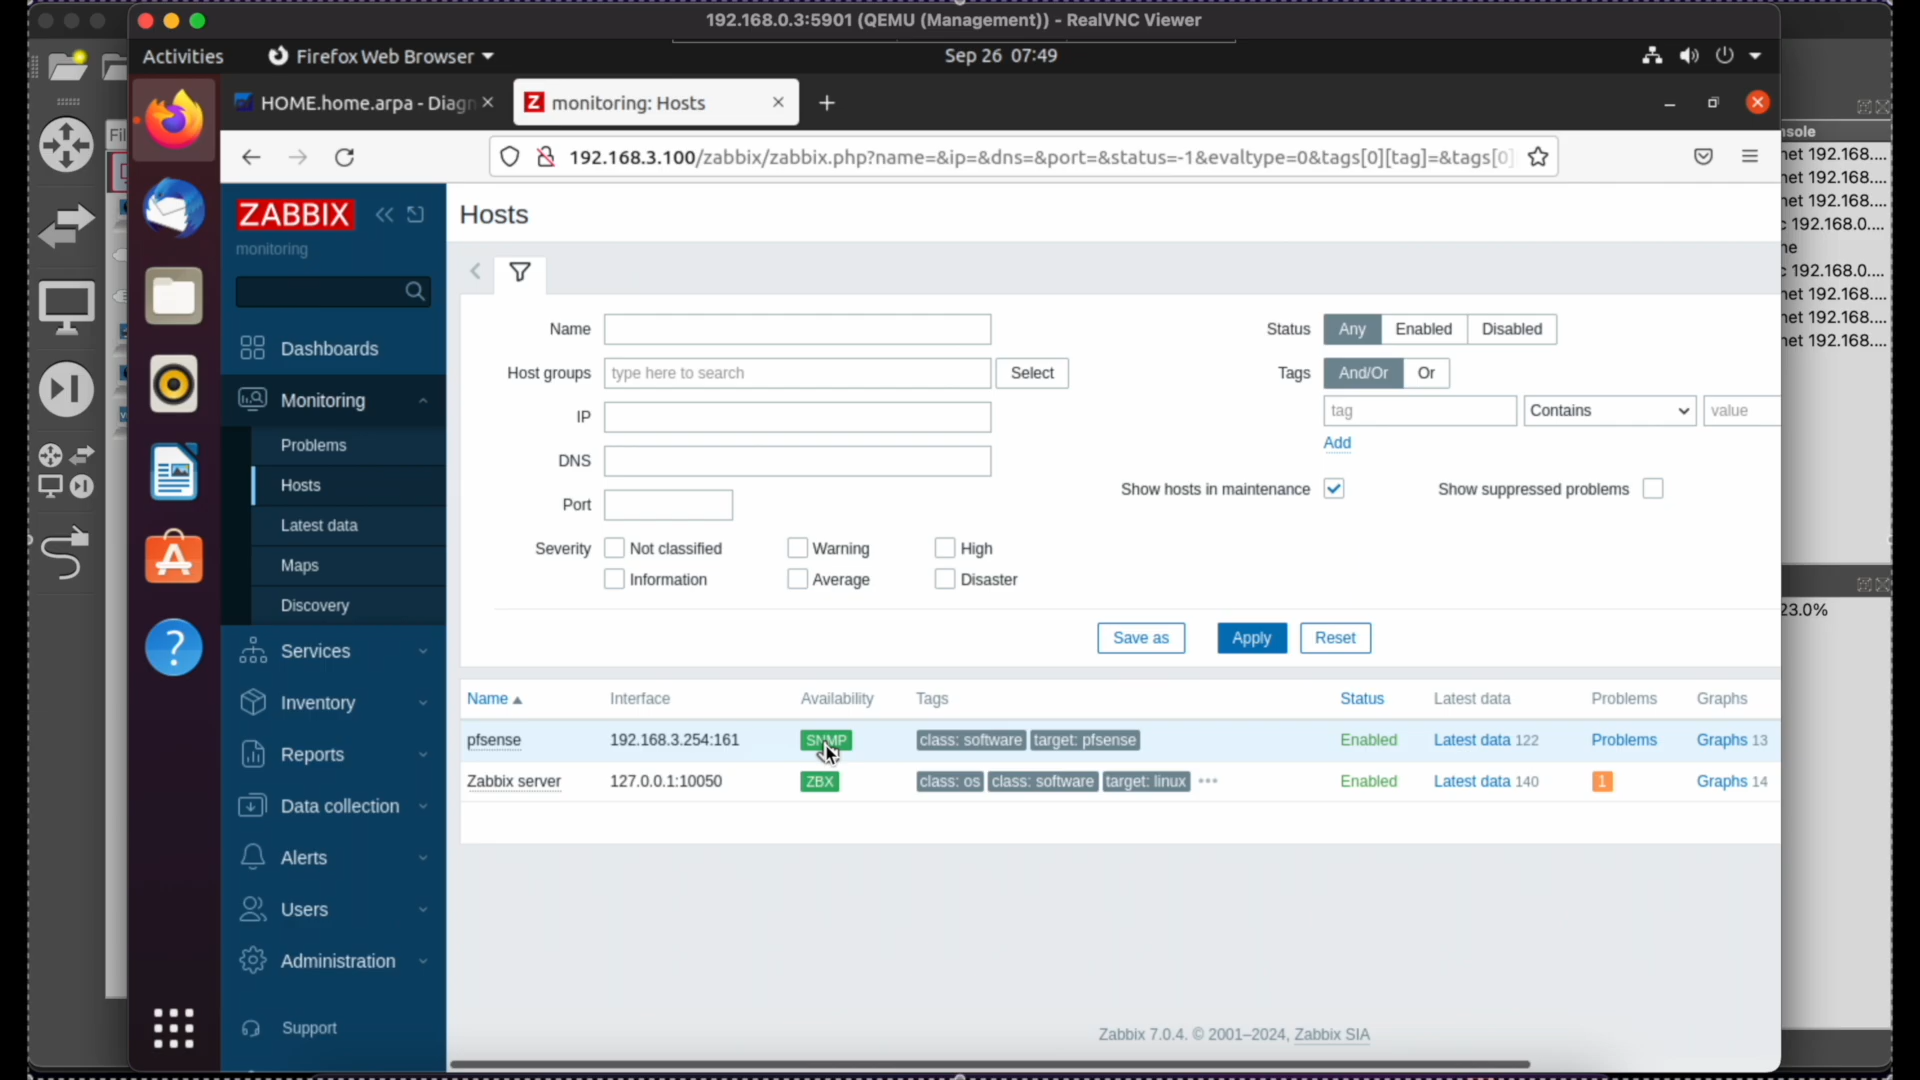 192.168.0.3:5901 (QEMU (Management)) - RealVNC Viewer
Activities
Firefox Web Browser
Sep 26 07:49
HOME.home.arpa - Diagn
Z monitoring: Hosts
192.168.3.100/zabbix/zabbix.php?name=&ip=&dns=&port=&status=-1&evaltype=0&tags[0][tag]=&tags[0]
ZABBIX
monitoring
Dashboards
Monitoring
Problems
Hosts
Latest data
Maps
Discovery
Services
Inventory
Reports
Data collection
Alerts
Users
Administration
Support
Hosts
Name
Host groups type here to search Select
IP
DNS
Port
Severity Not classified Warning High
Information Average Disaster
Status Any Enabled Disabled
Tags And/Or Or
tag Contains value
Add
Show hosts in maintenance Show suppressed problems
Save as Apply Reset
Name Interface Availability Tags Status Latest data Problems Graphs
pfsense 192.168.3.254:161 SNMP class: software target: pfsense Enabled Latest data 122 Problems Graphs 13
Zabbix server 127.0.0.1:10050 ZBX class: os class: software target: linux ••• Enabled Latest data 140 1 Graphs 14
Zabbix 7.0.4. © 2001–2024, Zabbix SIA
Fil
nsole
net 192.168....
net 192.168....
net 192.168....
c 192.168.0....
ne
c 192.168.0....
net 192.168....
net 192.168....
net 192.168....
23.0%